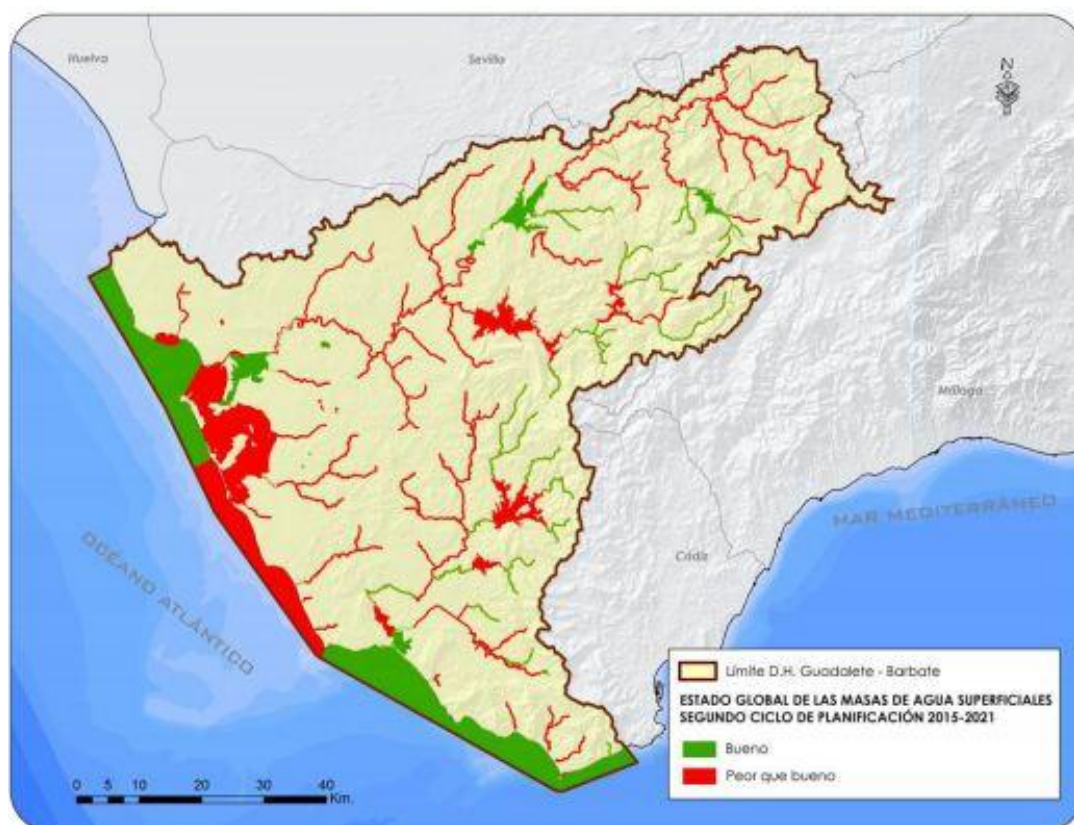 Huelva
Sevilla
N
Málaga
MAR MEDITERRÁNEO
Cádiz
OCÉANO ATLÁNTICO
Límite D.H. Guadalete - Barbate
ESTADO GLOBAL DE LAS MASAS DE AGUA SUPERFICIALES
SEGUNDO CICLO DE PLANIFICACIÓN 2015-2021
Bueno
Peor que bueno
0 5 10 20 30 40
Km.